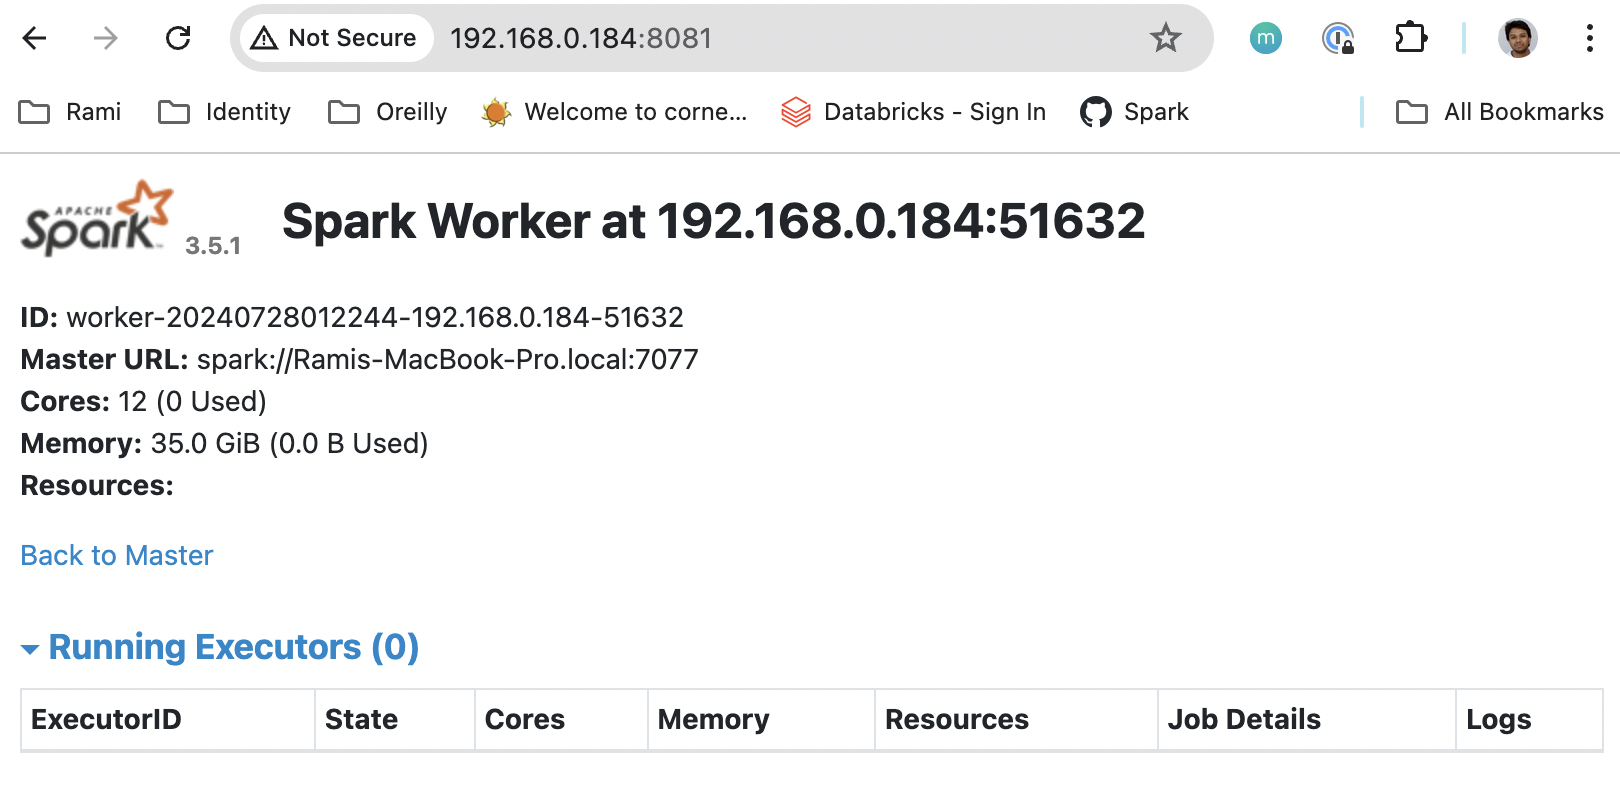 Not Secure 192.168.0.184:8081 m
Rami Identity Oreilly Welcome to corne... Databricks - Sign In Spark All Bookmarks
APACHE Spark 3.5.1 Spark Worker at 192.168.0.184:51632
ID: worker-20240728012244-192.168.0.184-51632
Master URL: spark://Ramis-MacBook-Pro.local:7077
Cores: 12 (0 Used)
Memory: 35.0 GiB (0.0 B Used)
Resources:
Back to Master
Running Executors (0)
ExecutorID State Cores Memory Resources Job Details Logs